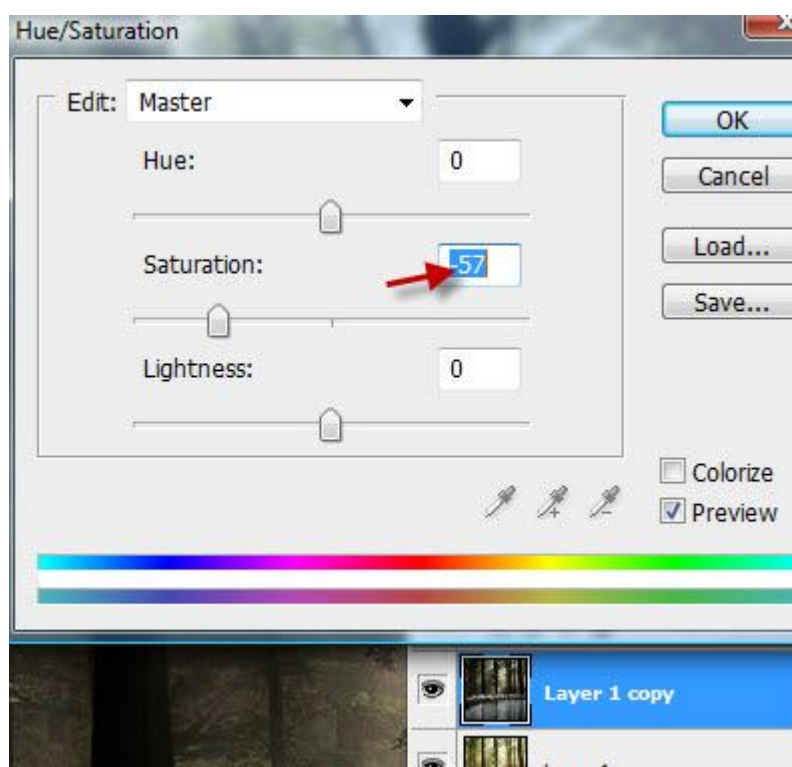 Hue/Saturation
Edit: Master
Hue: 0
Saturation: -57
Lightness: 0
OK
Cancel
Load...
Save...
Colorize
Preview
Layer 1 copy